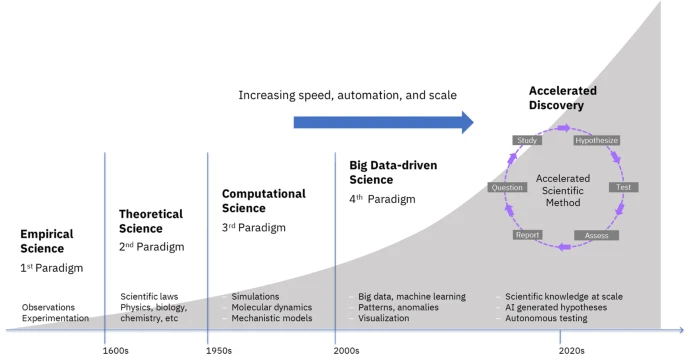 Increasing speed, automation, and scale
Accelerated
Discovery
Study
Hypothesize
Question
Accelerated
Scientific
Method
Test
Report
Assess
Big Data-driven
Science
4th Paradigm
Computational
Science
3rd Paradigm
Theoretical
Science
2nd Paradigm
Empirical
Science
1st Paradigm
Observations
Experimentation
Scientific laws
Physics, biology,
chemistry, etc
– Simulations
– Molecular dynamics
– Mechanistic models
– Big data, machine learning
– Patterns, anomalies
– Visualization
– Scientific knowledge at scale
– AI generated hypotheses
– Autonomous testing
1600s
1950s
2000s
2020s